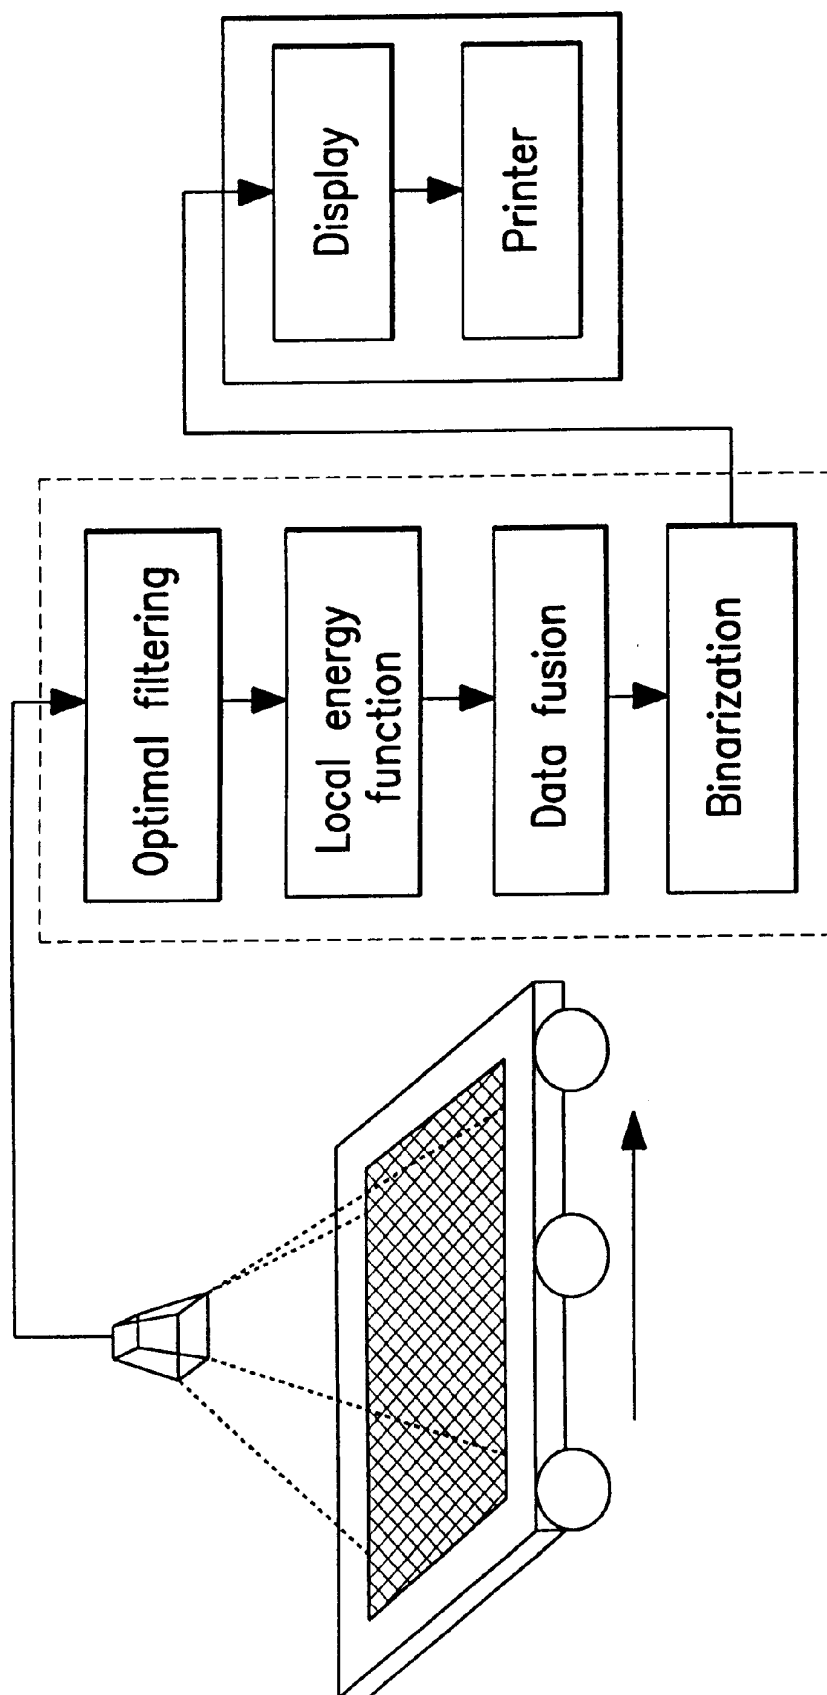 Optimal filtering
Local energy
function
Data fusion
Binarization
Display
Printer